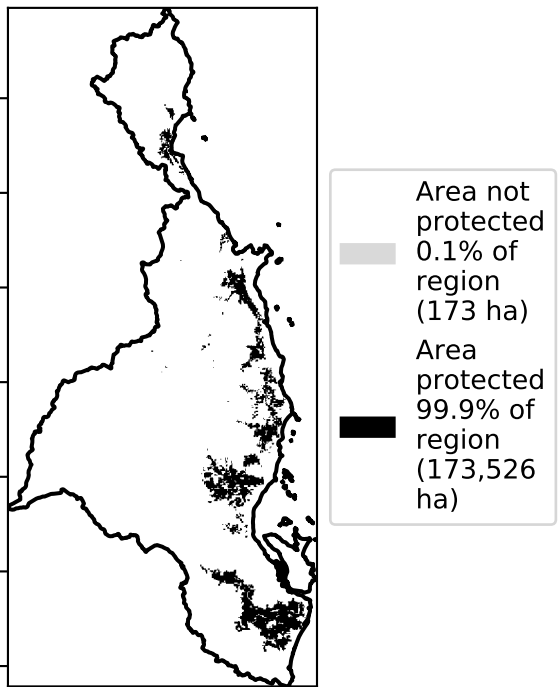 Area not
protected
0.1% of
region
(173 ha)
Area
protected
99.9% of
region
(173,526
ha)